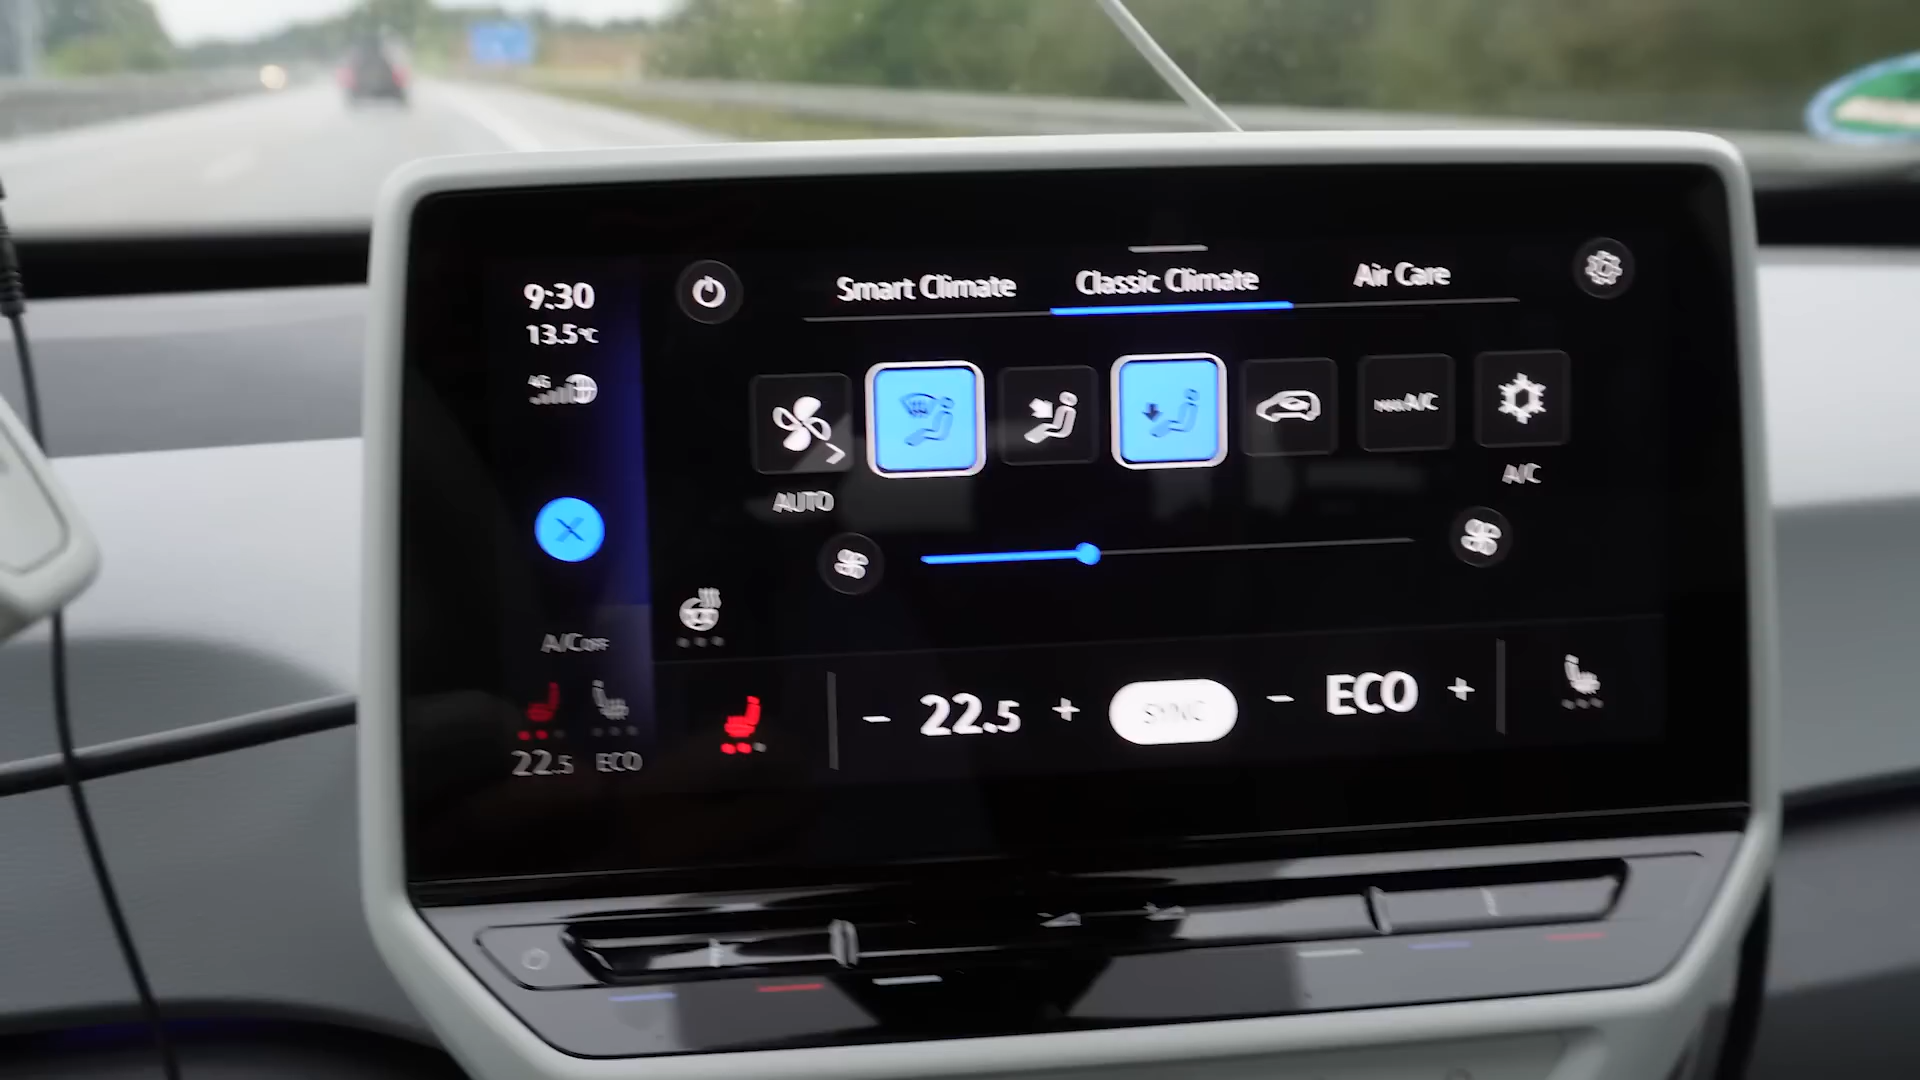 9:30
13.5°C
4G
Smart Climate
Classic Climate
Air Care
MAX A/C
AUTO
A/C
A/C OFF
22.5 ECO
22.5
SYNC
ECO